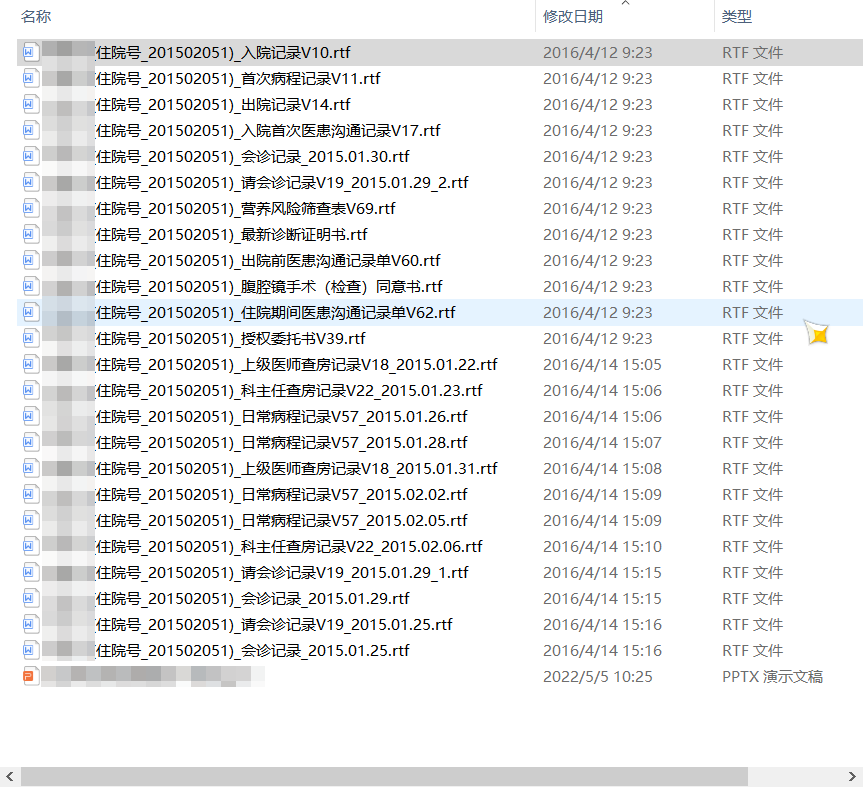 名称 修改日期 类型
(住院号_201502051)_入院记录V10.rtf 2016/4/12 9:23 RTF 文件
(住院号_201502051)_首次病程记录V11.rtf 2016/4/12 9:23 RTF 文件
(住院号_201502051)_出院记录V14.rtf 2016/4/12 9:23 RTF 文件
(住院号_201502051)_入院首次医患沟通记录V17.rtf 2016/4/12 9:23 RTF 文件
(住院号_201502051)_会诊记录_2015.01.30.rtf 2016/4/12 9:23 RTF 文件
(住院号_201502051)_请会诊记录V19_2015.01.29_2.rtf 2016/4/12 9:23 RTF 文件
(住院号_201502051)_营养风险筛查表V69.rtf 2016/4/12 9:23 RTF 文件
(住院号_201502051)_最新诊断证明书.rtf 2016/4/12 9:23 RTF 文件
(住院号_201502051)_出院前医患沟通记录单V60.rtf 2016/4/12 9:23 RTF 文件
(住院号_201502051)_腹腔镜手术（检查）同意书.rtf 2016/4/12 9:23 RTF 文件
(住院号_201502051)_住院期间医患沟通记录单V62.rtf 2016/4/12 9:23 RTF 文件
(住院号_201502051)_授权委托书V39.rtf 2016/4/12 9:23 RTF 文件
(住院号_201502051)_上级医师查房记录V18_2015.01.22.rtf 2016/4/14 15:05 RTF 文件
(住院号_201502051)_科主任查房记录V22_2015.01.23.rtf 2016/4/14 15:06 RTF 文件
(住院号_201502051)_日常病程记录V57_2015.01.26.rtf 2016/4/14 15:06 RTF 文件
(住院号_201502051)_日常病程记录V57_2015.01.28.rtf 2016/4/14 15:07 RTF 文件
(住院号_201502051)_上级医师查房记录V18_2015.01.31.rtf 2016/4/14 15:08 RTF 文件
(住院号_201502051)_日常病程记录V57_2015.02.02.rtf 2016/4/14 15:09 RTF 文件
(住院号_201502051)_日常病程记录V57_2015.02.05.rtf 2016/4/14 15:09 RTF 文件
(住院号_201502051)_科主任查房记录V22_2015.02.06.rtf 2016/4/14 15:10 RTF 文件
(住院号_201502051)_请会诊记录V19_2015.01.29_1.rtf 2016/4/14 15:15 RTF 文件
(住院号_201502051)_会诊记录_2015.01.29.rtf 2016/4/14 15:15 RTF 文件
(住院号_201502051)_请会诊记录V19_2015.01.25.rtf 2016/4/14 15:16 RTF 文件
(住院号_201502051)_会诊记录_2015.01.25.rtf 2016/4/14 15:16 RTF 文件
2022/5/5 10:25 PPTX 演示文稿